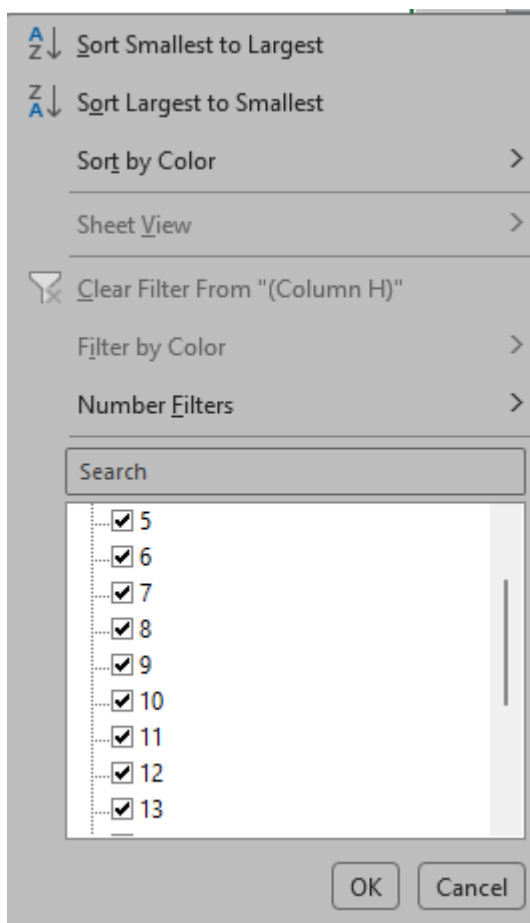 Sort Smallest to Largest
Sort Largest to Smallest
Sort by Color
Sheet View
Clear Filter From "(Column H)"
Filter by Color
Number Filters
Search
5
6
7
8
9
10
11
12
13
OK Cancel